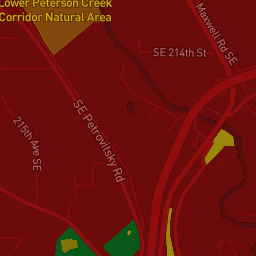 Lower Peterson Creek
Corridor Natural Area
SE 214th St
Maxwell Rd SE
SE Petrovitsky Rd
215th Ave SE